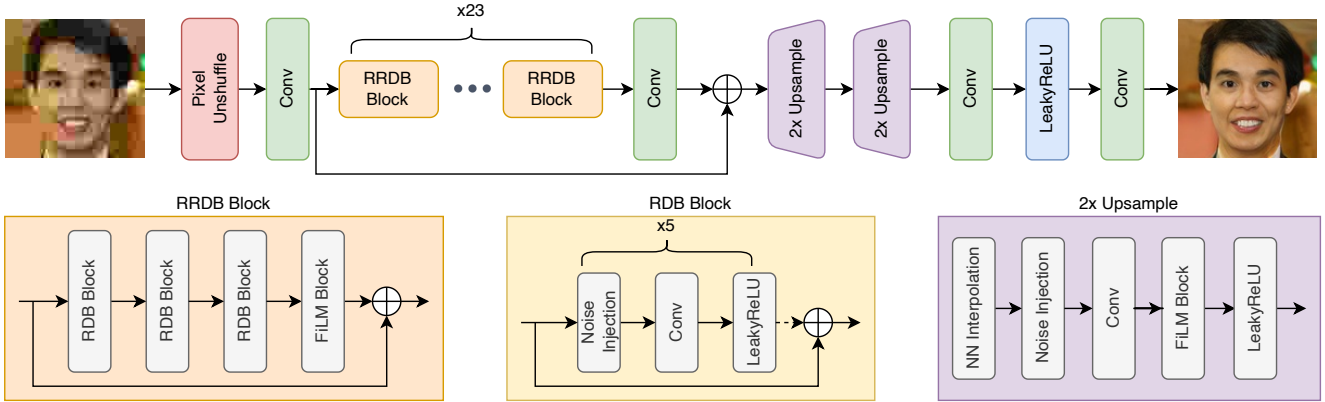 x23
Pixel
Unshuffle
Conv
RRDB
Block
RRDB
Block
Conv
2x Upsample
2x Upsample
Conv
LeakyReLU
Conv
RRDB Block
RDB Block
RDB Block
RDB Block
FiLM Block
RDB Block
x5
Noise
Injection
Conv
LeakyReLU
2x Upsample
NN Interpolation
Noise Injection
Conv
FiLM Block
LeakyReLU